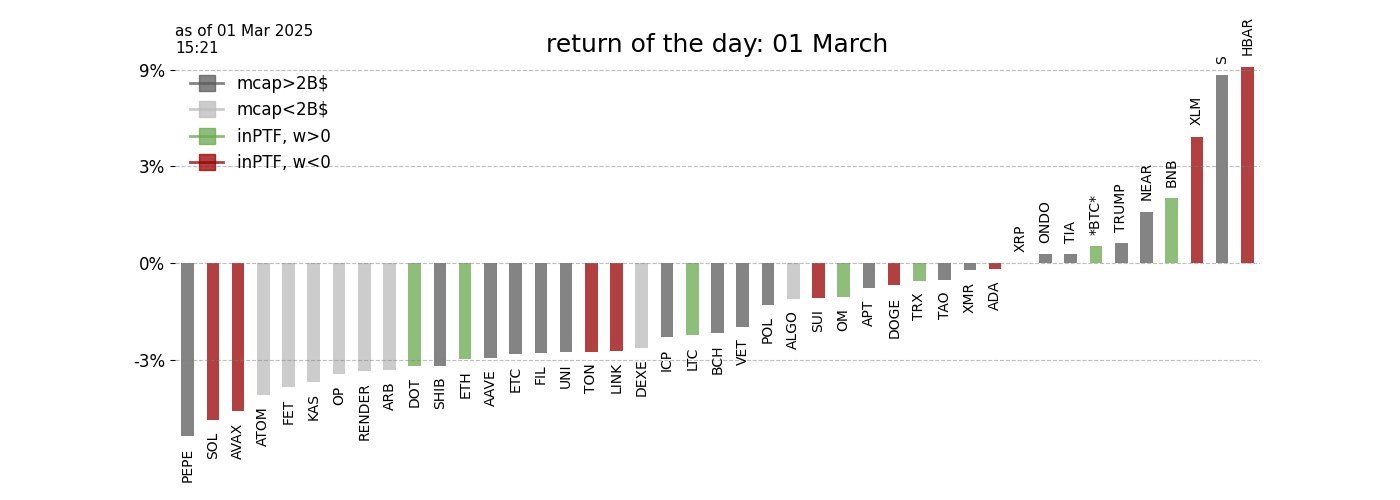 as of 01 Mar 2025
15:21
return of the day: 01 March
9%
3%
0%
-3%
mcap>2B$
mcap<2B$
inPTF, w>0
inPTF, w<0
PEPE
SOL
AVAX
ATOM
FET
KAS
OP
RENDER
ARB
DOT
SHIB
ETH
AAVE
ETC
FIL
UNI
TON
LINK
DEXE
ICP
LTC
BCH
VET
POL
ALGO
SUI
OM
APT
DOGE
TRX
TAO
XMR
ADA
XRP
ONDO
TIA
*BTC*
TRUMP
NEAR
BNB
XLM
S
HBAR